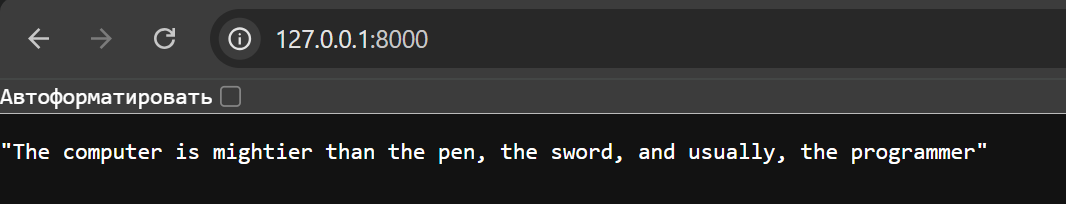 127.0.0.1:8000
Автоформатировать
"The computer is mightier than the pen, the sword, and usually, the programmer"